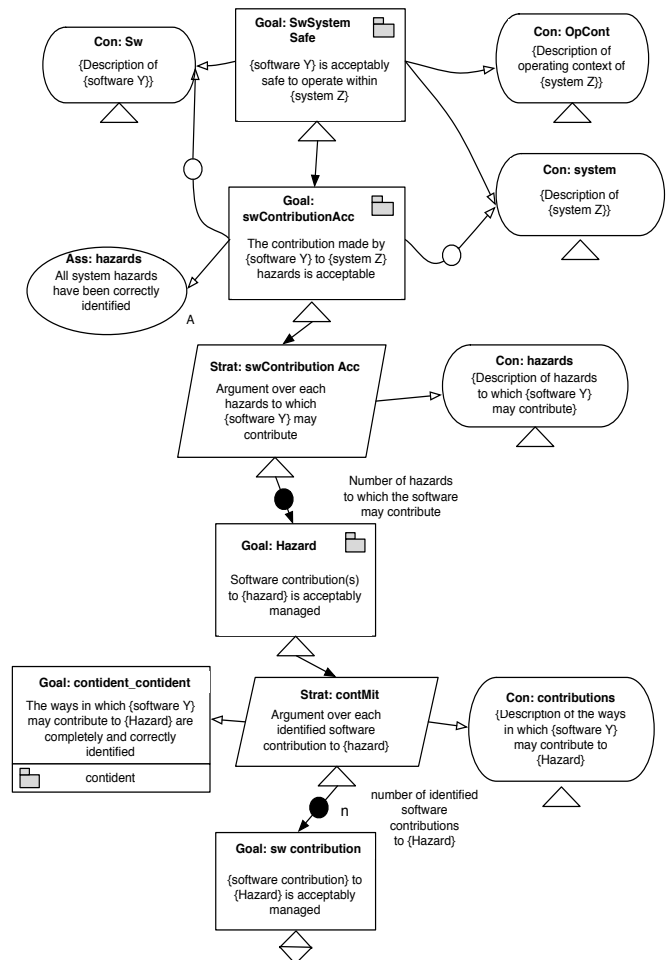 Goal: SwSystem
Safe
{software Y} is acceptably
safe to operate within
{system Z}
Con: Sw
{Description of
{software Y}}
Con: OpCont
{Description of
operating context of
{system Z}}
Con: system
{Description of
{system Z}}
Goal:
swContributionAcc
The contribution made by
{software Y} to {system Z}
hazards is acceptable
Ass: hazards
All system hazards
have been correctly
identified
A
Strat: swContribution Acc
Argument over each
hazards to which
{software Y} may
contribute
Con: hazards
{Description of hazards
to which {software Y}
may contribute}
Number of hazards
to which the software
may contribute
Goal: Hazard
Software contribution(s)
to {hazard} is acceptably
managed
Goal: contident_contident
The ways in which {software Y}
may contribute to {Hazard} are
completely and correctly
identified
contident
Strat: contMit
Argument over each
identified software
contribution to {hazard}
Con: contributions
{Description of the ways
in which {software Y}
may contribute to
{Hazard}
n
number of identified
software
contributions
to {Hazard}
Goal: sw contribution
{software contribution} to
{Hazard} is acceptably
managed